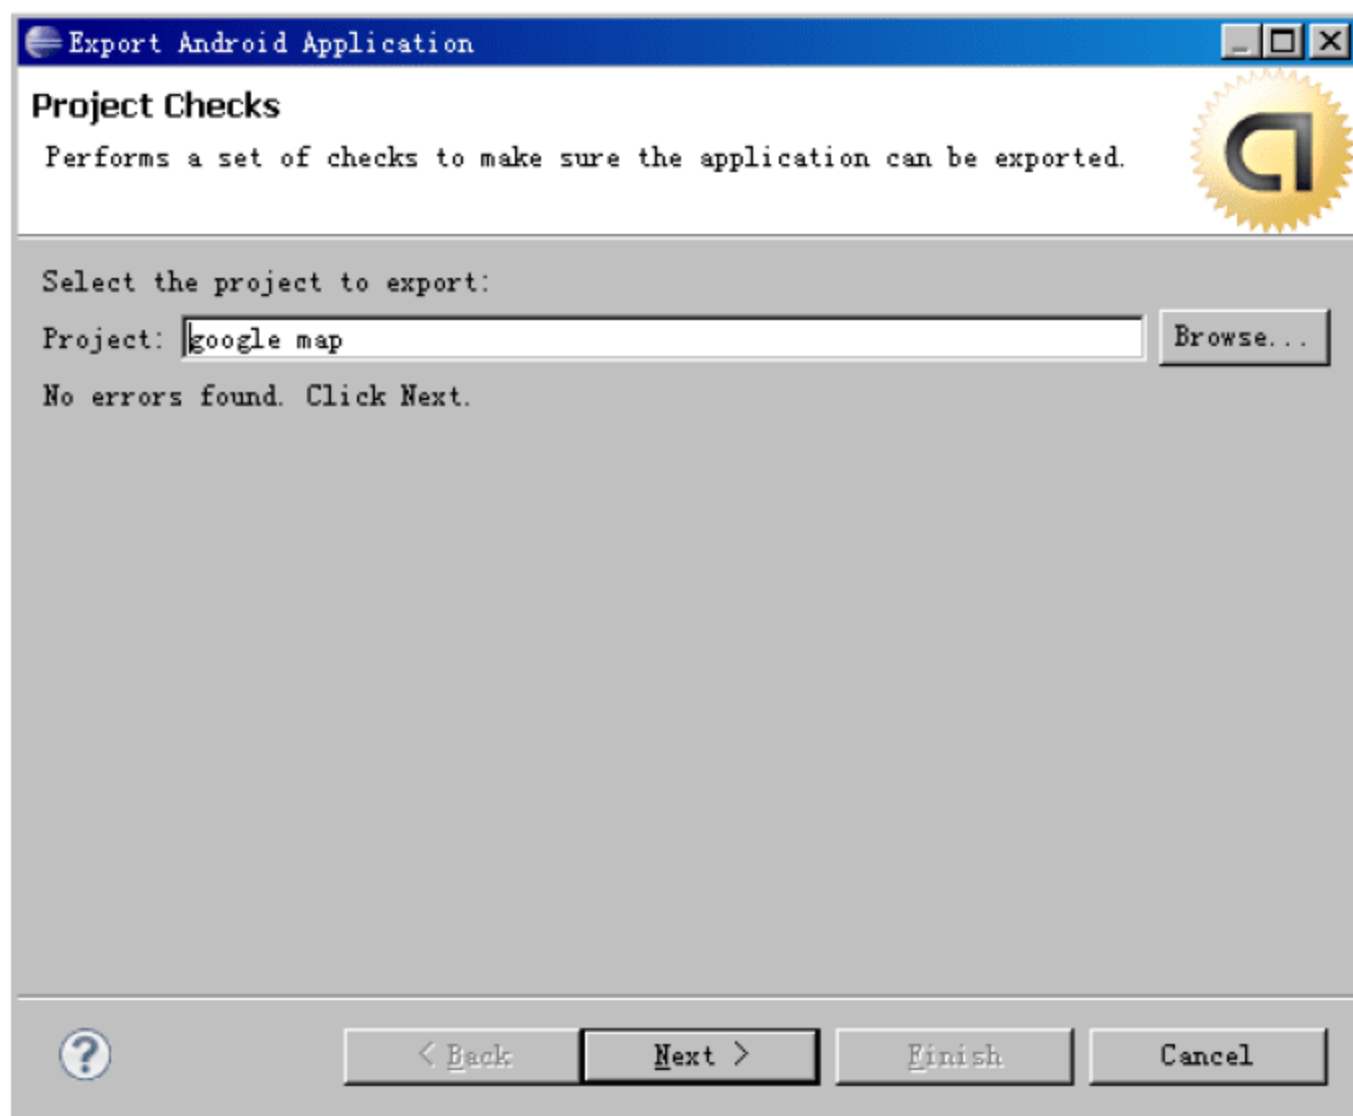 Export Android Application
Project Checks
Performs a set of checks to make sure the application can be exported.
Select the project to export:
Project: google map Browse...
No errors found. Click Next.
< Back Next > Finish Cancel